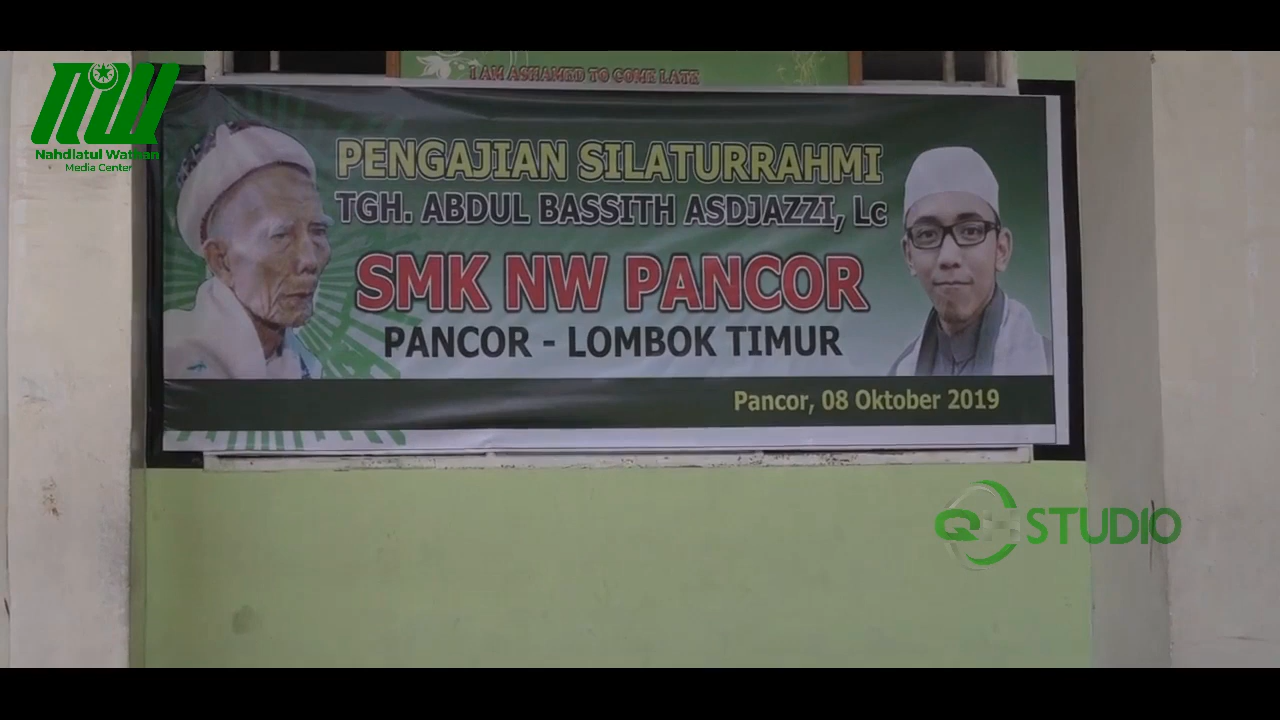 I AM ASHAMED TO COME LATE
NW
Nahdlatul Wathan
Media Center
PENGAJIAN SILATURRAHMI
TGH. ABDUL BASSITH ASDJAZZI, Lc
SMK NW PANCOR
PANCOR - LOMBOK TIMUR
Pancor, 08 Oktober 2019
STUDIO